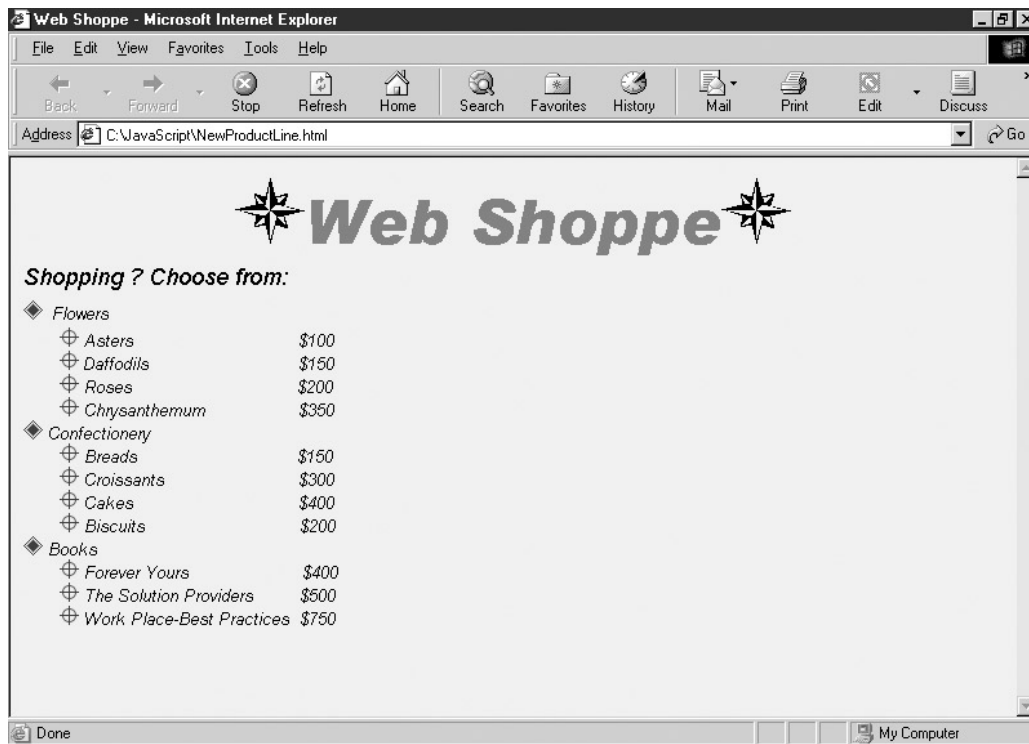 Web Shoppe - Microsoft Internet Explorer
File Edit View Favorites Tools Help
Back Forward Stop Refresh Home Search Favorites History Mail Print Edit Discuss
Address C:\JavaScript\NewProductLine.html Go
Web Shoppe
Shopping ? Choose from:
Flowers
Asters $100
Daffodils $150
Roses $200
Chrysanthemum $350
Confectionery
Breads $150
Croissants $300
Cakes $400
Biscuits $200
Books
Forever Yours $400
The Solution Providers $500
Work Place-Best Practices $750
Done My Computer